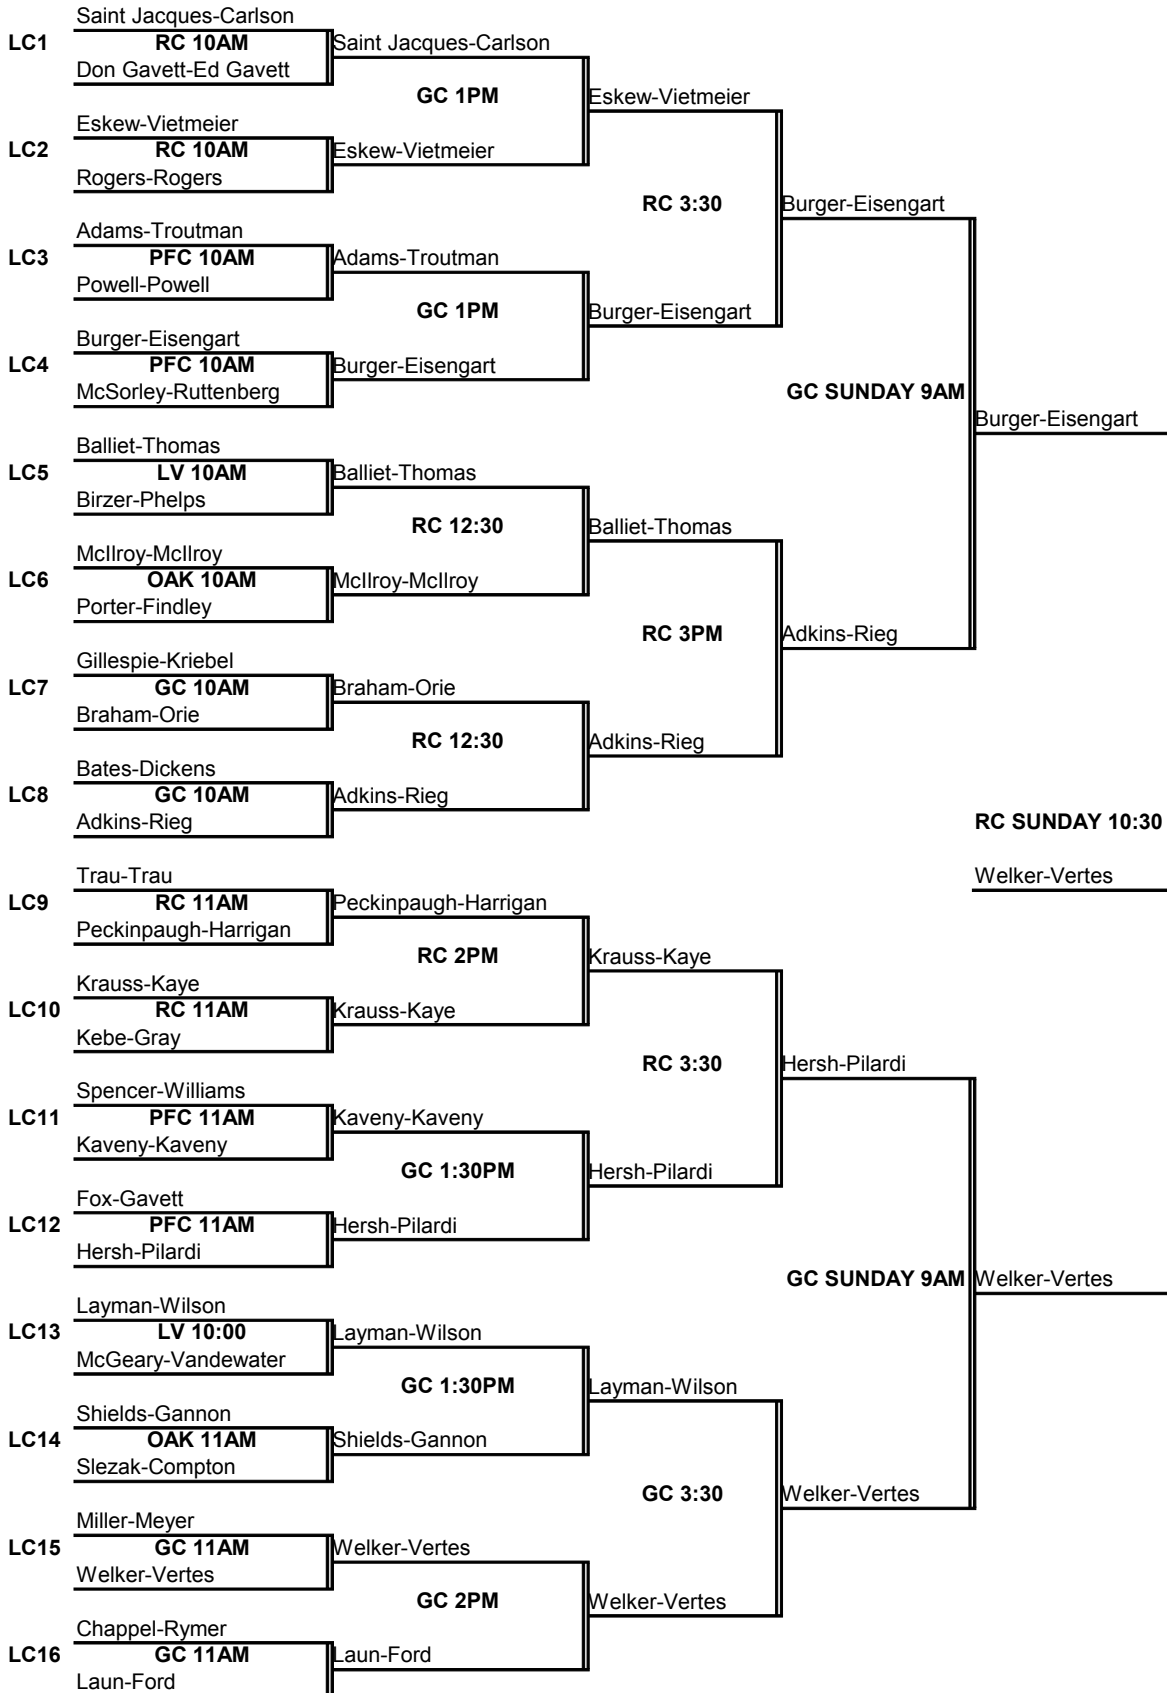 Saint Jacques-Carlson
LC1 RC 10AM Saint Jacques-Carlson
Don Gavett-Ed Gavett
GC 1PM Eskew-Vietmeier
Eskew-Vietmeier
LC2 RC 10AM Eskew-Vietmeier
Rogers-Rogers
RC 3:30 Burger-Eisengart
Adams-Troutman
LC3 PFC 10AM Adams-Troutman
Powell-Powell
GC 1PM Burger-Eisengart
Burger-Eisengart
LC4 PFC 10AM Burger-Eisengart
McSorley-Ruttenberg GC SUNDAY 9AM
Burger-Eisengart
Balliet-Thomas
LC5 LV 10AM Balliet-Thomas
Birzer-Phelps
RC 12:30 Balliet-Thomas
McIlroy-McIlroy
LC6 OAK 10AM McIlroy-McIlroy
Porter-Findley
RC 3PM Adkins-Rieg
Gillespie-Kriebel
LC7 GC 10AM Braham-Orie
Braham-Orie
RC 12:30 Adkins-Rieg
Bates-Dickens
LC8 GC 10AM Adkins-Rieg
Adkins-Rieg RC SUNDAY 10:30
Trau-Trau Welker-Vertes
LC9 RC 11AM Peckinpaugh-Harrigan
Peckinpaugh-Harrigan
RC 2PM Krauss-Kaye
Krauss-Kaye
LC10 RC 11AM Krauss-Kaye
Kebe-Gray
RC 3:30 Hersh-Pilardi
Spencer-Williams
LC11 PFC 11AM Kaveny-Kaveny
Kaveny-Kaveny
GC 1:30PM Hersh-Pilardi
Fox-Gavett
LC12 PFC 11AM Hersh-Pilardi
Hersh-Pilardi
GC SUNDAY 9AM Welker-Vertes
Layman-Wilson
LC13 LV 10:00 Layman-Wilson
McGeary-Vandewater
GC 1:30PM Layman-Wilson
Shields-Gannon
LC14 OAK 11AM Shields-Gannon
Slezak-Compton
GC 3:30 Welker-Vertes
Miller-Meyer
LC15 GC 11AM Welker-Vertes
Welker-Vertes
GC 2PM Welker-Vertes
Chappel-Rymer
LC16 GC 11AM Laun-Ford
Laun-Ford